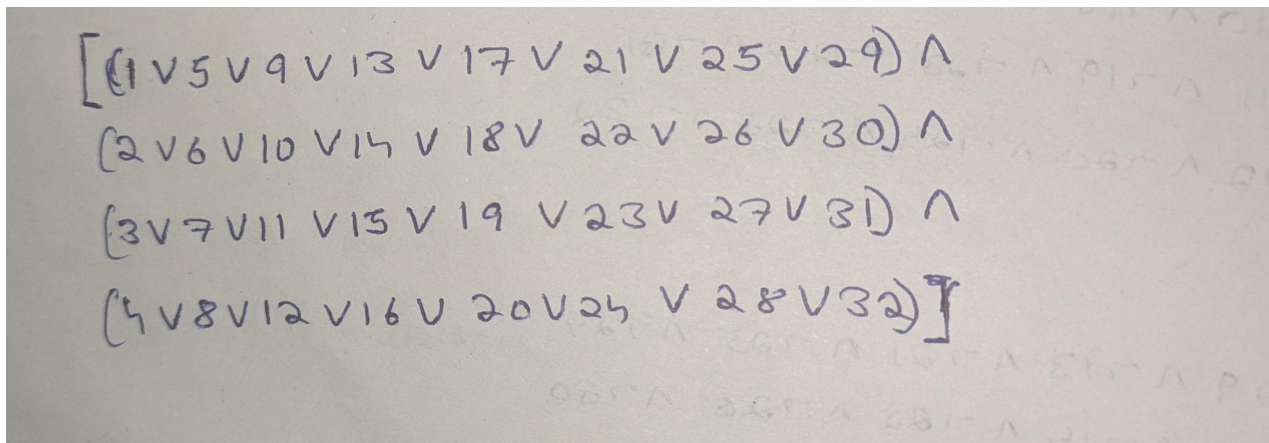 [(1 V 5 V 9 V 13 V 17 V 21 V 25 V 29) Λ
(2 V 6 V 10 V 14 V 18 V 22 V 26 V 30) Λ
(3 V 7 V 11 V 15 V 19 V 23 V 27 V 31) Λ
(4 V 8 V 12 V 16 V 20 V 24 V 28 V 32)]